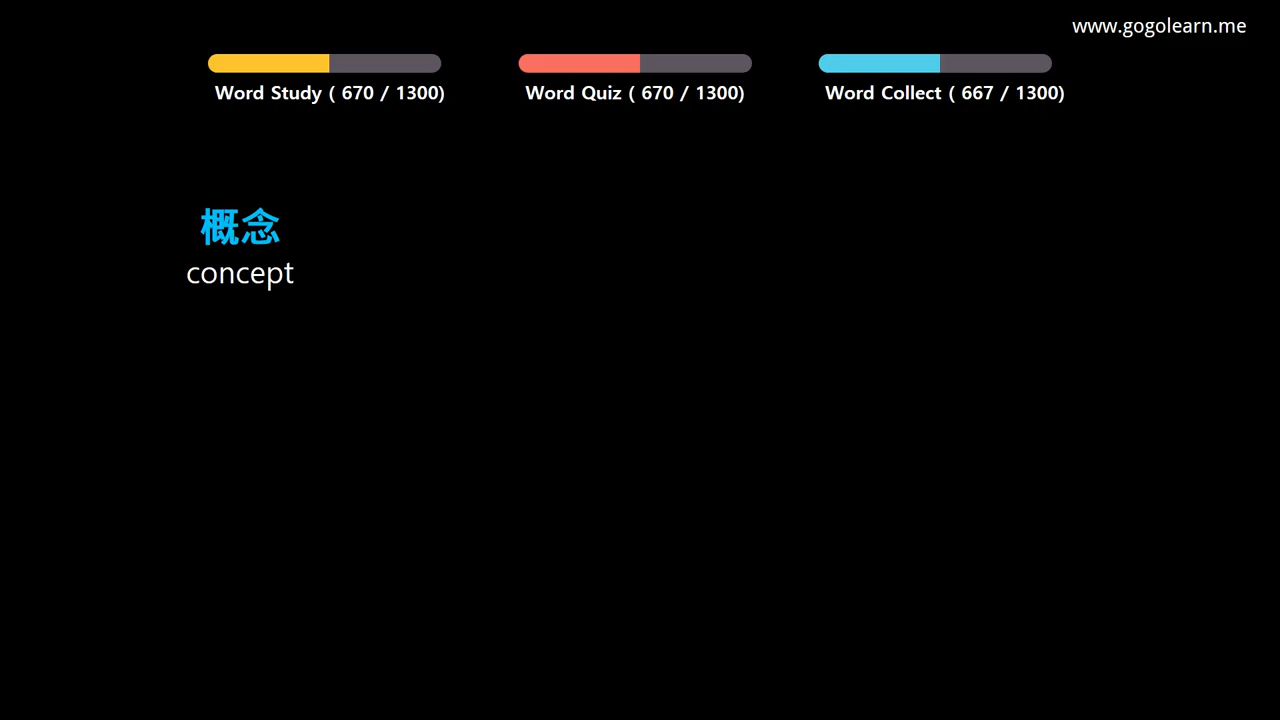 www.gogolearn.me
Word Study ( 670 / 1300)
Word Quiz ( 670 / 1300)
Word Collect ( 667 / 1300)
概念
concept